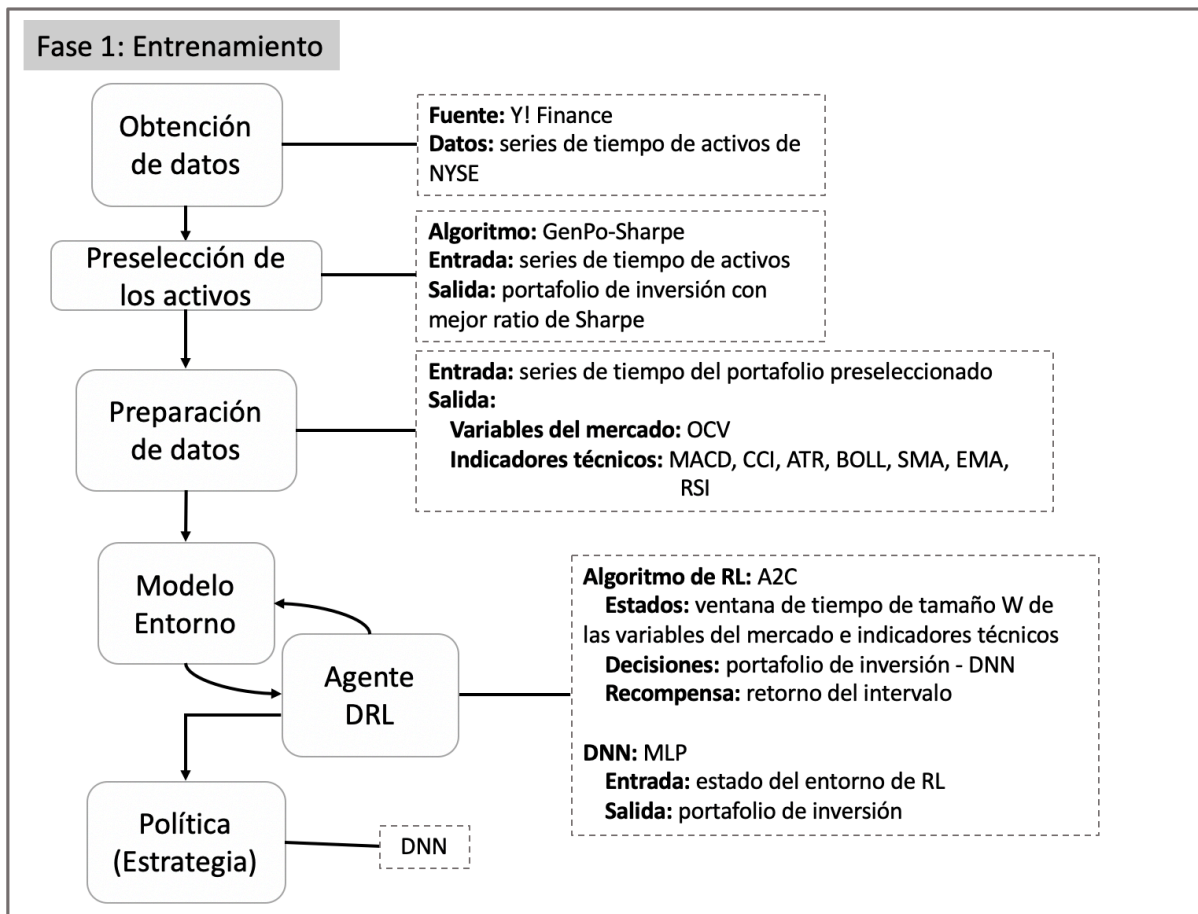 Fase 1: Entrenamiento
Obtención
de datos
Fuente: Y! Finance
Datos: series de tiempo de activos de
NYSE
Preselección de
los activos
Algoritmo: GenPo-Sharpe
Entrada: series de tiempo de activos
Salida: portafolio de inversión con
mejor ratio de Sharpe
Preparación
de datos
Entrada: series de tiempo del portafolio preseleccionado
Salida:
Variables del mercado: OCV
Indicadores técnicos: MACD, CCI, ATR, BOLL, SMA, EMA,
RSI
Modelo
Entorno
Agente
DRL
Algoritmo de RL: A2C
Estados: ventana de tiempo de tamaño W de
las variables del mercado e indicadores técnicos
Decisiones: portafolio de inversión - DNN
Recompensa: retorno del intervalo
DNN: MLP
Entrada: estado del entorno de RL
Salida: portafolio de inversión
Política
(Estrategia)
DNN